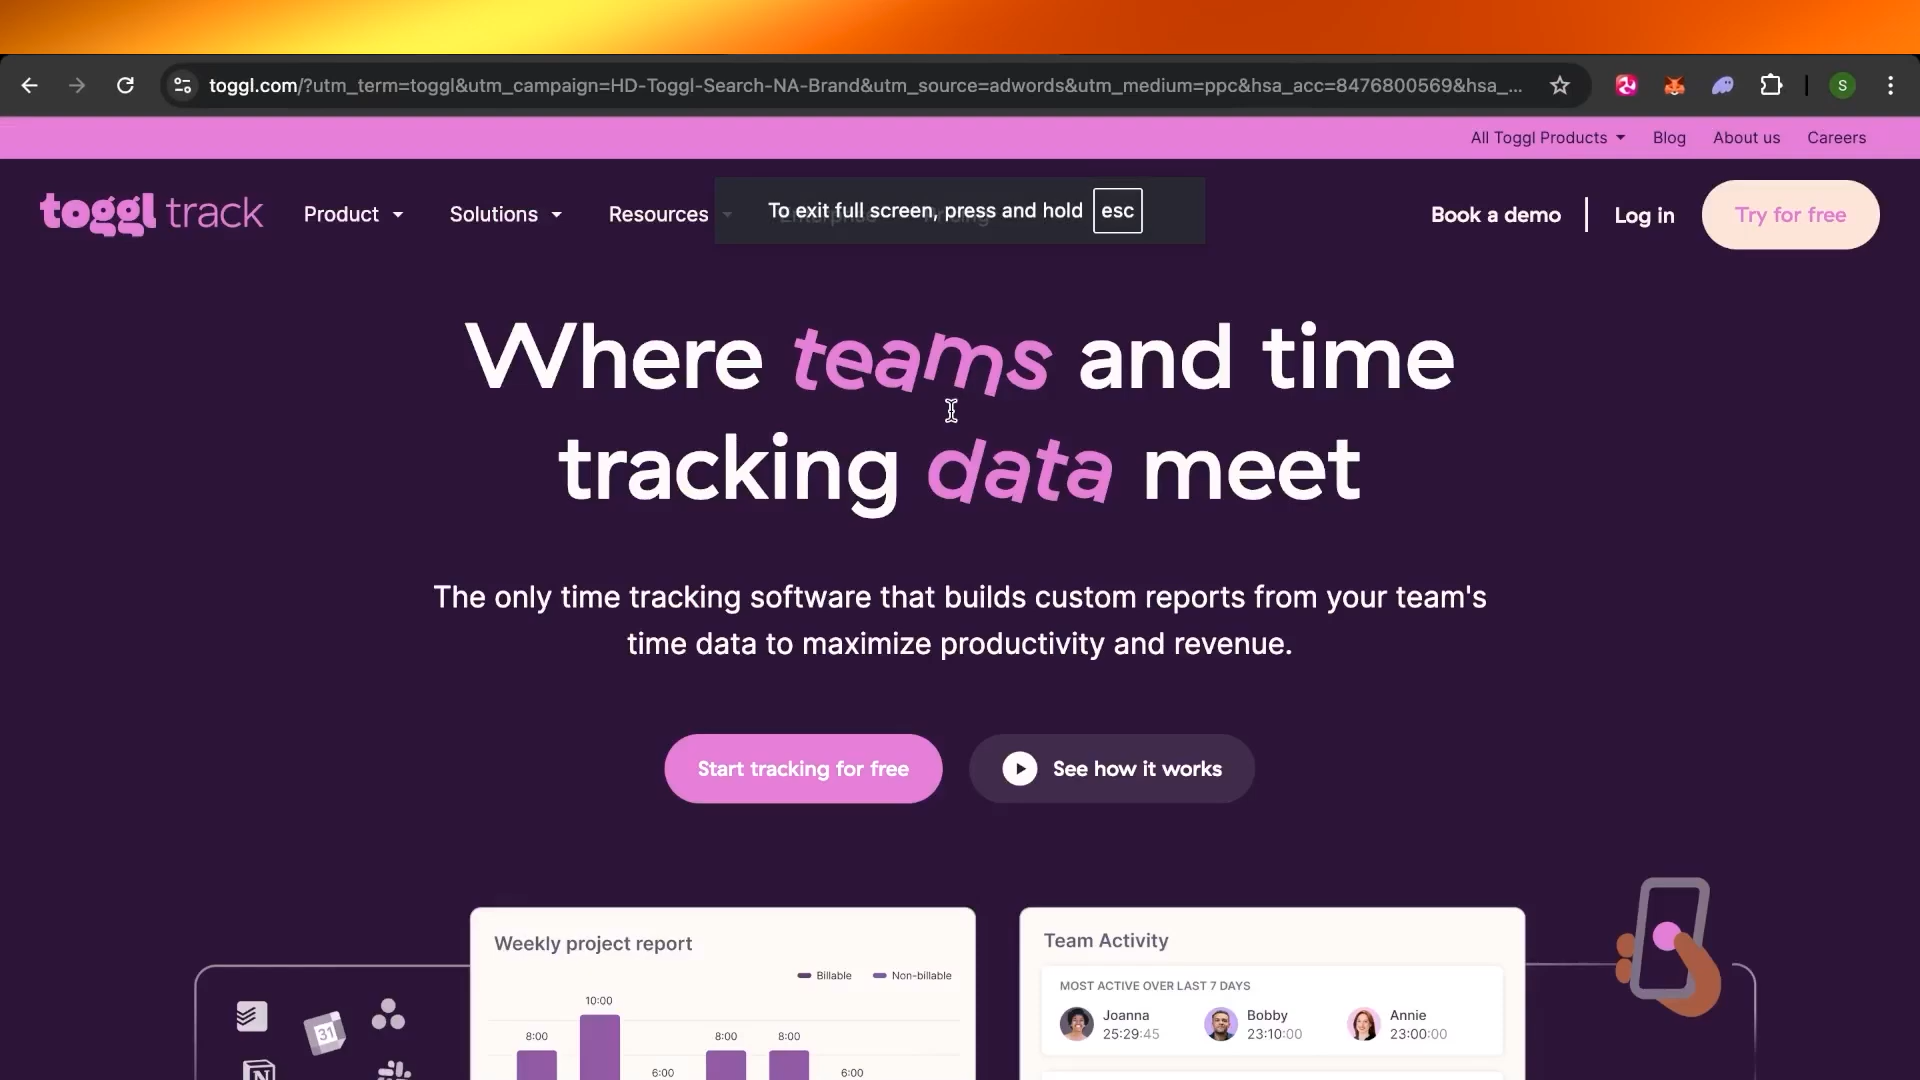 toggl.com/?utm_term=toggl&utm_campaign=HD-Toggl-Search-NA-Brand&utm_source=adwords&utm_medium=ppc&hsa_acc=8476800569&hsa_...
S
All Toggl Products Blog About us Careers
toggl track Product Solutions Resources To exit full screen, press and hold esc Book a demo Log in Try for free
Where teams and time
tracking data meet
The only time tracking software that builds custom reports from your team's
time data to maximize productivity and revenue.
Start tracking for free See how it works
Weekly project report
Billable Non-billable
10:00
8:00 8:00 8:00
6:00 6:00
Team Activity
MOST ACTIVE OVER LAST 7 DAYS
Joanna Bobby Annie
25:29:45 23:10:00 23:00:00
31
N